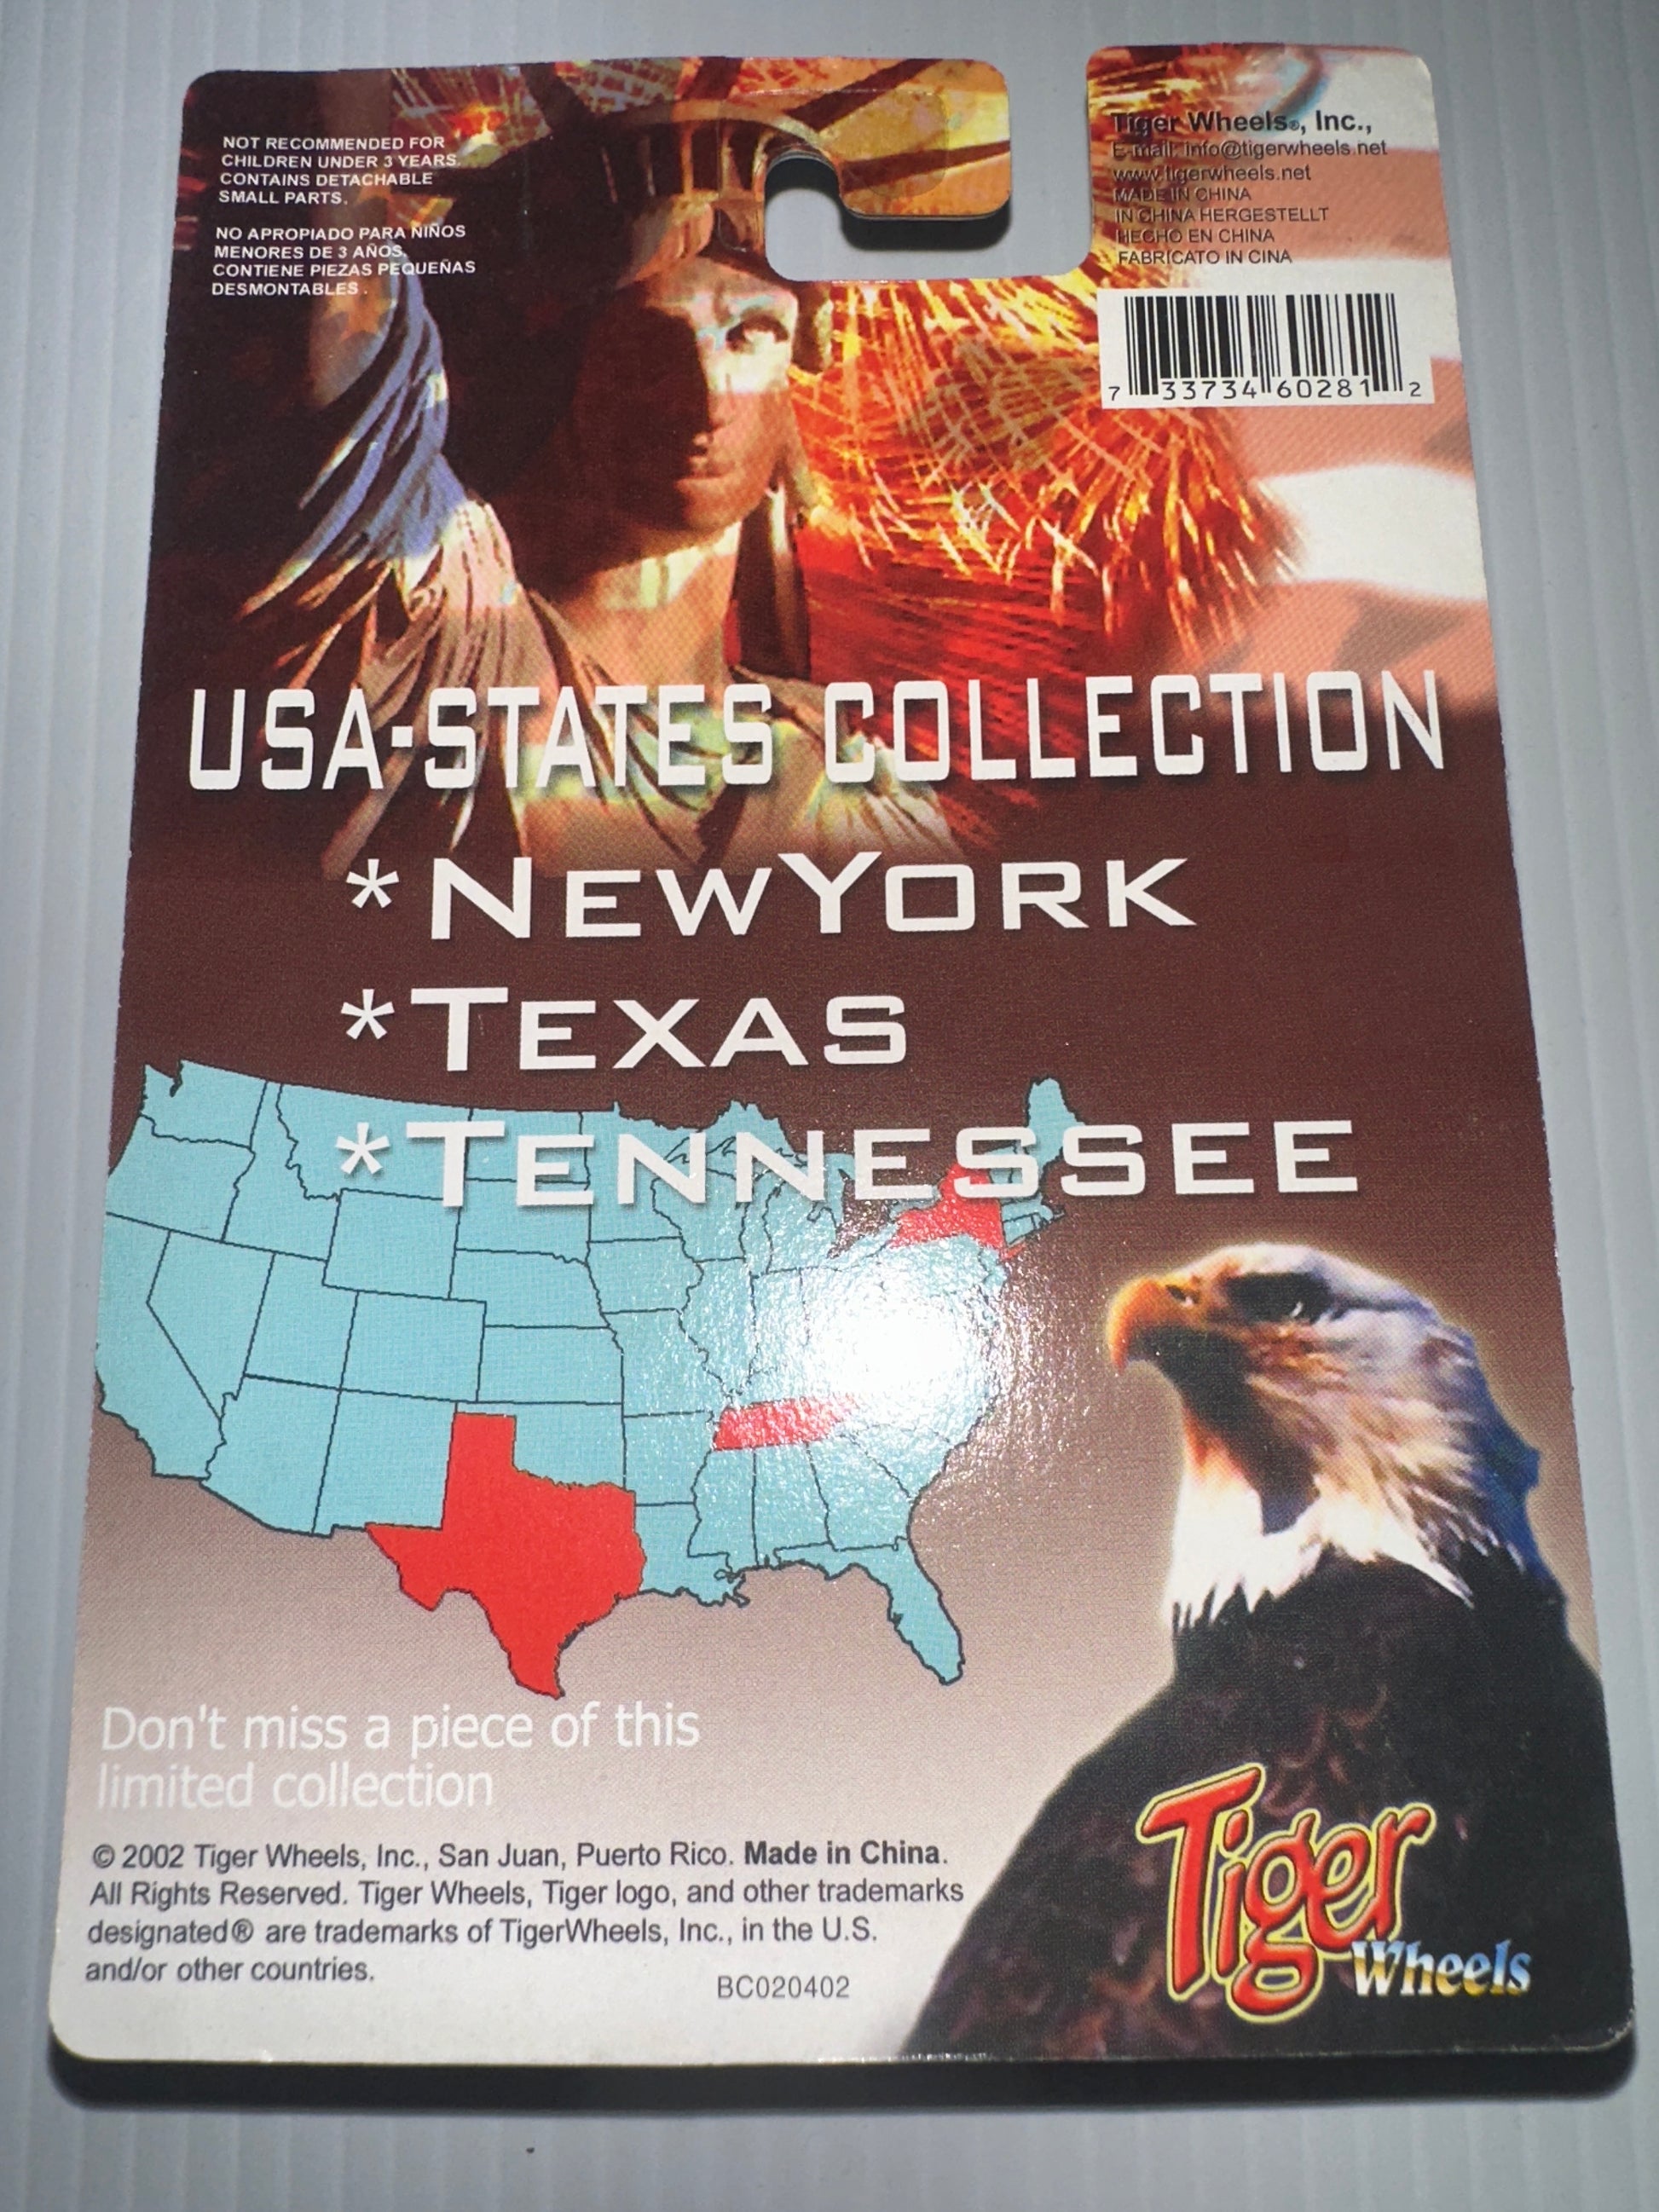 NOT RECOMMENDED FOR
CHILDREN UNDER 3 YEARS.
CONTAINS DETACHABLE
SMALL PARTS.
NO APROPIADO PARA NIÑOS
MENORES DE 3 AÑOS,
CONTIENE PIEZAS PEQUEÑAS
DESMONTABLES .
Tiger Wheels®, Inc.,
E-mail: info@tigerwheels.net
www.tigerwheels.net
MADE IN CHINA
IN CHINA HERGESTELLT
HECHO EN CHINA
FABRICATO IN CINA
7 33734 60281 2
USA-STATES COLLECTION
*NEWYORK
*TEXAS
*TENNESSEE
Don't miss a piece of this
limited collection
© 2002 Tiger Wheels, Inc., San Juan, Puerto Rico. Made in China.
All Rights Reserved. Tiger Wheels, Tiger logo, and other trademarks
designated® are trademarks of TigerWheels, Inc., in the U.S.
and/or other countries.
BC020402
Tiger
Wheels